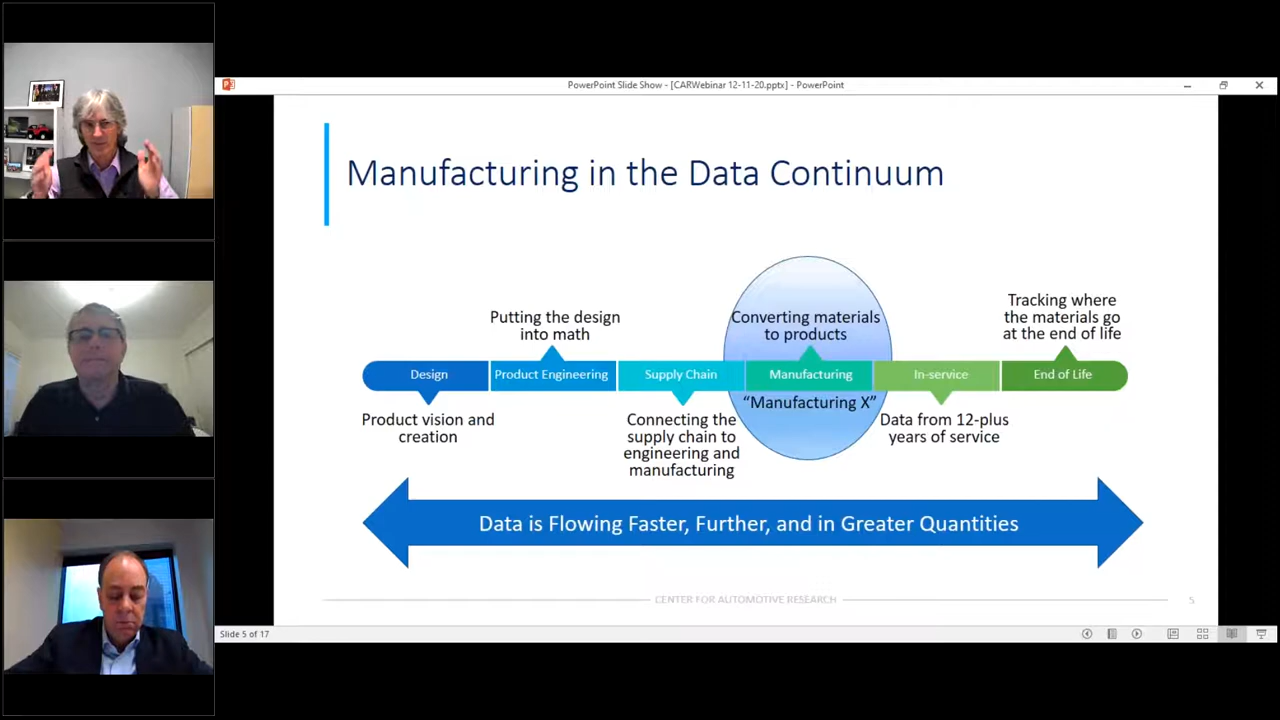 PowerPoint Slide Show - [CARWebinar 12-11-20.pptx] - PowerPoint
Manufacturing in the Data Continuum
Putting the design
into math
Converting materials
to products
Tracking where
the materials go
at the end of life
Design
Product Engineering
Supply Chain
Manufacturing
In-service
End of Life
Product vision and
creation
Connecting the
supply chain to
engineering and
manufacturing
“Manufacturing X”
Data from 12-plus
years of service
Data is Flowing Faster, Further, and in Greater Quantities
CENTER FOR AUTOMOTIVE RESEARCH
5
Slide 5 of 17